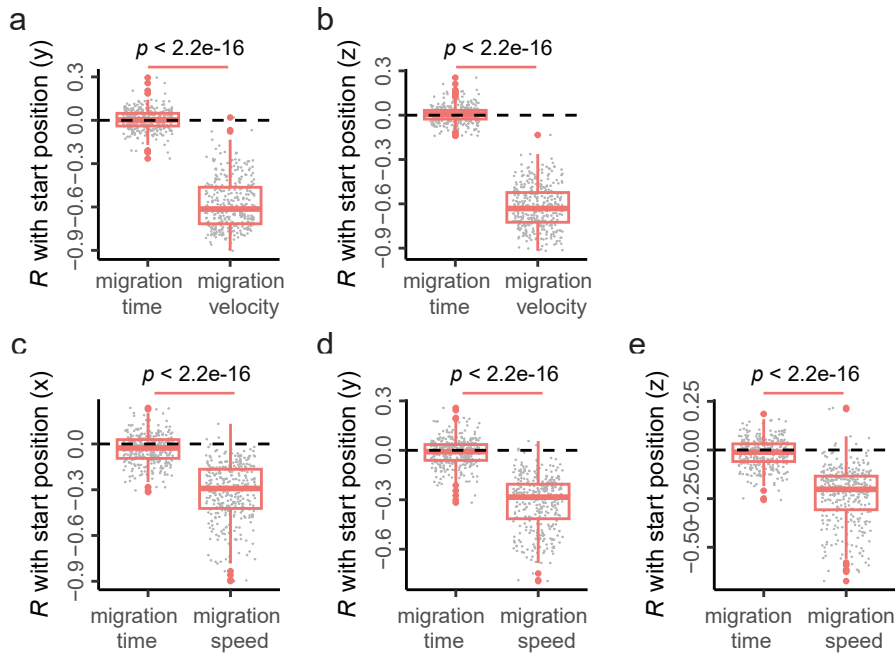 a
p < 2.2e-16
R with start position (y)
0.3
0.0
−0.3
−0.6
−0.9
migration
time
migration
velocity
b
p < 2.2e-16
R with start position (z)
0.3
0.0
−0.3
−0.6
−0.9
migration
time
migration
velocity
c
p < 2.2e-16
R with start position (x)
0.0
−0.3
−0.6
−0.9
migration
time
migration
speed
d
p < 2.2e-16
R with start position (y)
0.3
0.0
−0.3
−0.6
migration
time
migration
speed
e
p < 2.2e-16
R with start position (z)
0.25
0.00
−0.25
−0.50
migration
time
migration
speed